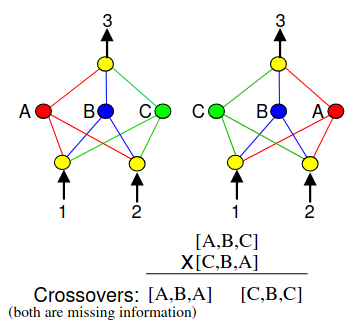 3 3
A B C C B A
1 2 1 2
[A,B,C]
X[C,B,A]
Crossovers: [A,B,A] [C,B,C]
(both are missing information)